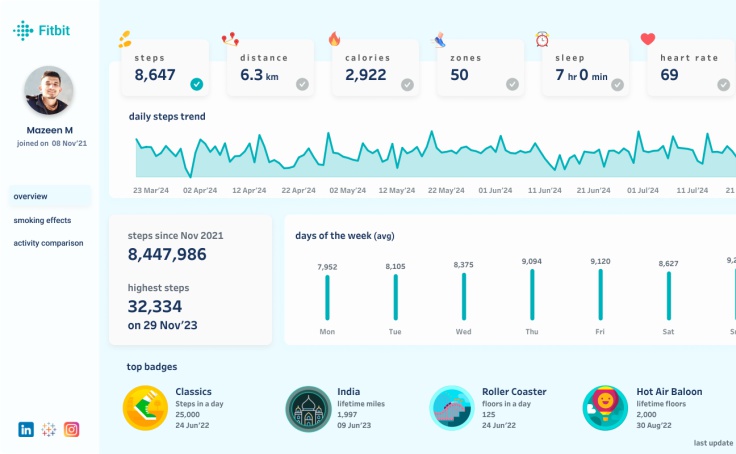 Fitbit
Mazeen M
joined on 08 Nov'21
overview
smoking effects
activity comparison
steps
8,647
distance
6.3 km
calories
2,922
zones
50
sleep
7 hr 0 min
heart rate
69
daily steps trend
23 Mar'24 02 Apr'24 12 Apr'24 22 Apr'24 02 May'24 12 May'24 22 May'24 01 Jun'24 11 Jun'24 21 Jun'24 01 Jul'24 11 Jul'24 21
steps since Nov 2021
8,447,986
highest steps
32,334
on 29 Nov'23
days of the week (avg)
7,952 8,105 8,375 9,094 9,120 8,627
Mon Tue Wed Thu Fri Sat
top badges
Classics
Steps in a day
25,000
24 Jun'22
India
lifetime miles
1,997
09 Jun'23
Roller Coaster
floors in a day
125
24 Jun'22
Hot Air Baloon
lifetime floors
2,000
30 Aug'22
last update
in